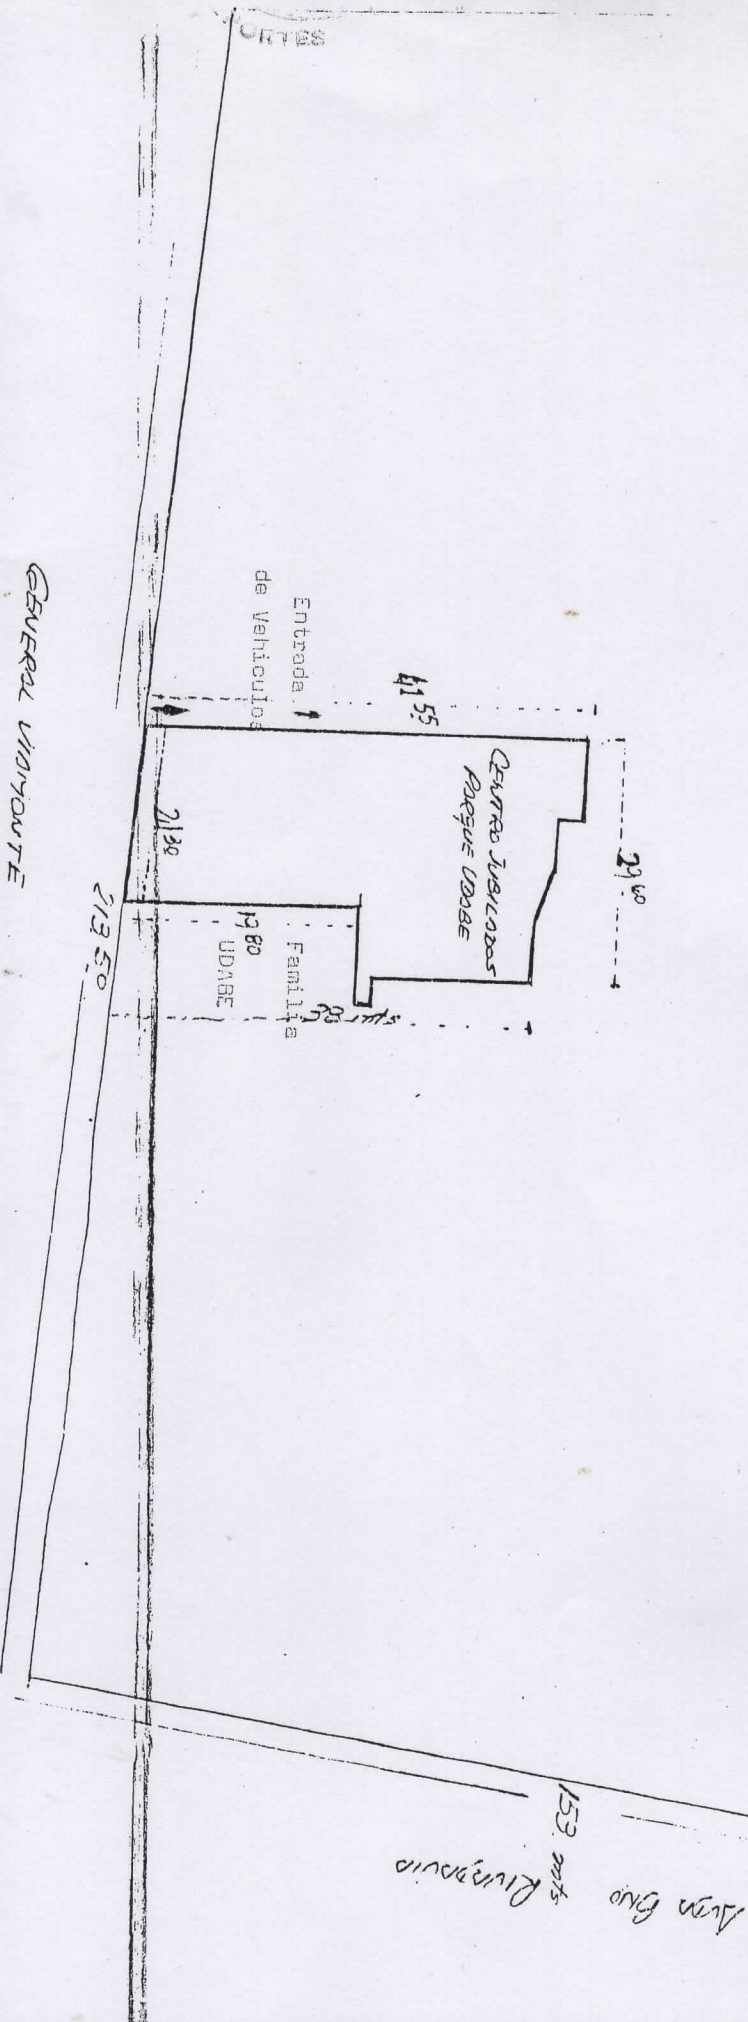 ORTES
GENERAL VIAMONTE
Entrada
de Vehiculos
41 55
29 60
CENTRO JUBILADOS
PARQUE UDABE
21 30
213 50
19 80
Familia
UDABE
153 mts
Rivadavia